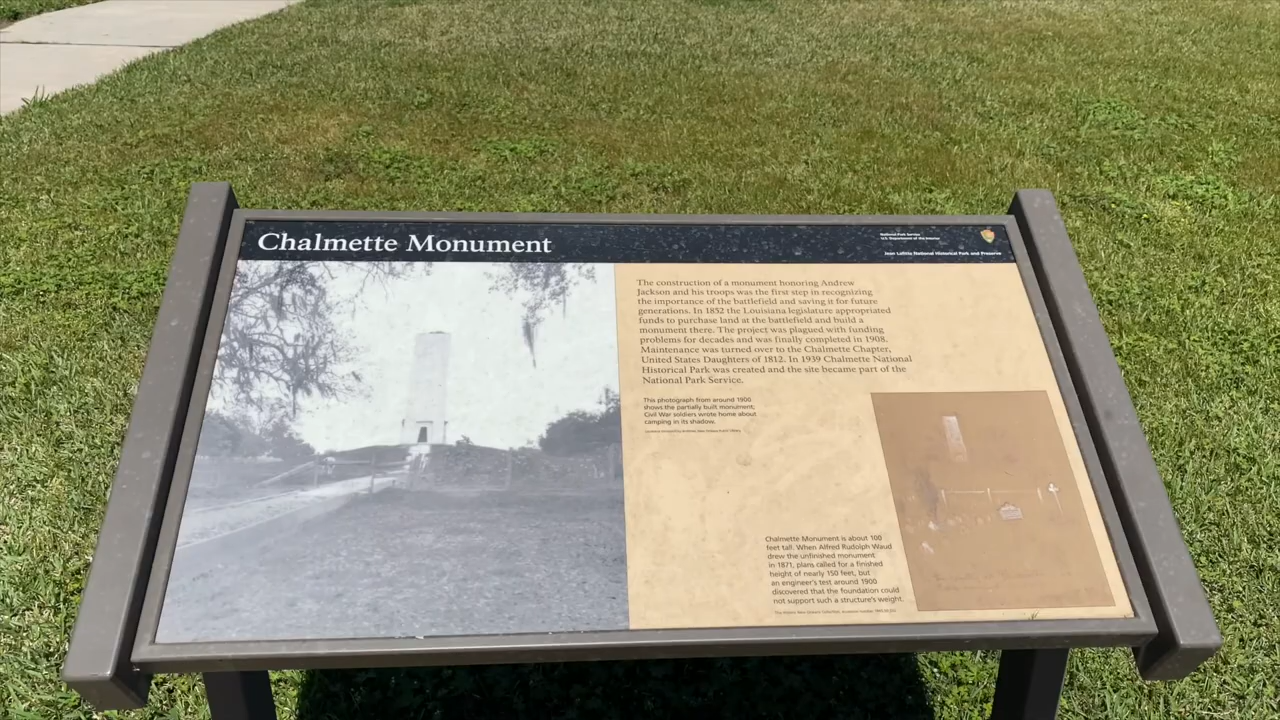 Chalmette Monument
National Park Service
U.S. Department of the Interior
Jean Lafitte National Historical Park and Preserve
The construction of a monument honoring Andrew
Jackson and his troops was the first step in recognizing
the importance of the battlefield and saving it for future
generations. In 1852 the Louisiana legislature appropriated
funds to purchase land at the battlefield and build a
monument there. The project was plagued with funding
problems for decades and was finally completed in 1908.
Maintenance was turned over to the Chalmette Chapter,
United States Daughters of 1812. In 1939 Chalmette National
Historical Park was created and the site became part of the
National Park Service.
This photograph from around 1900
shows the partially built monument;
Civil War soldiers wrote home about
camping in its shadow.
Chalmette Monument is about 100
feet tall. When Alfred Rudolph Waud
drew the unfinished monument
in 1871, plans called for a finished
height of nearly 150 feet, but
an engineer's test around 1900
discovered that the foundation could
not support such a structure's weight.